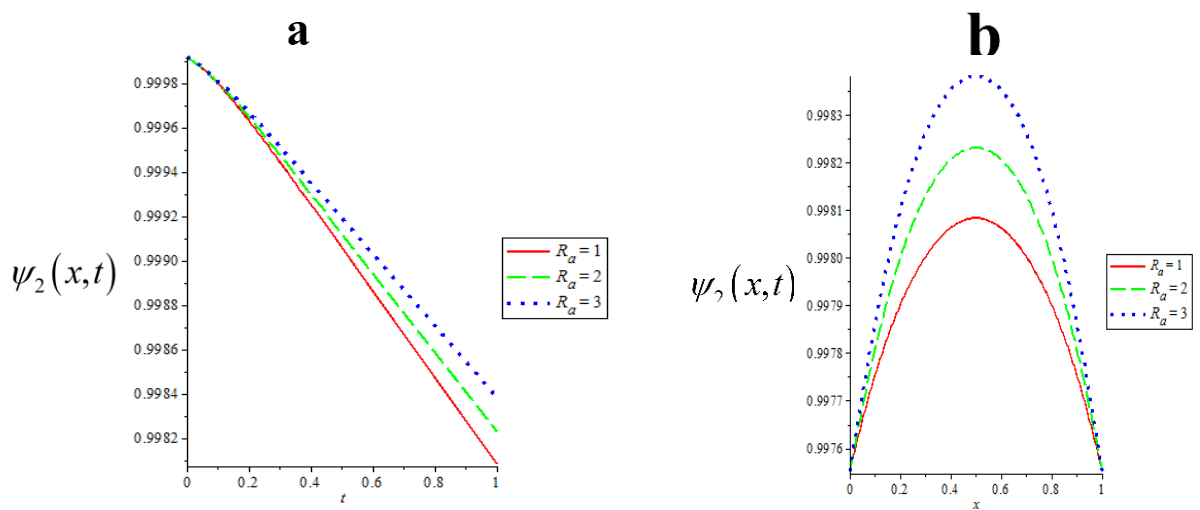 a
0.9998
0.9996
0.9994
0.9992
0.9990
0.9988
0.9986
0.9984
0.9982
ψ₂(x,t)
0 0.2 0.4 0.6 0.8 1
t
Rₐ = 1
Rₐ = 2
Rₐ = 3
b
0.9983
0.9982
0.9981
0.9980
0.9979
0.9978
0.9977
0.9976
ψ₂(x,t)
0 0.2 0.4 0.6 0.8 1
x
Rₐ = 1
Rₐ = 2
Rₐ = 3